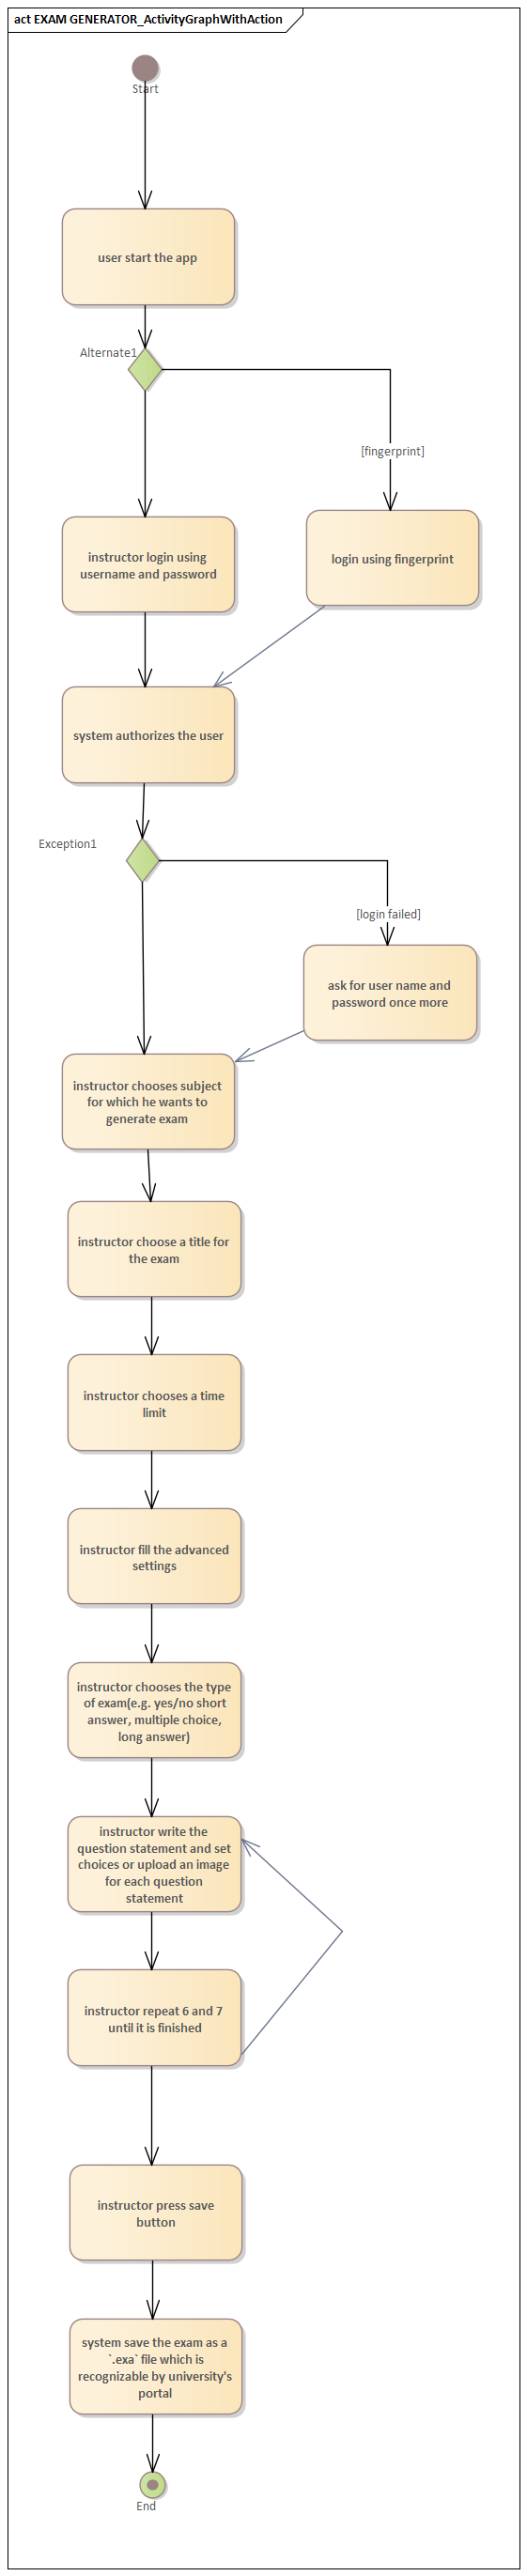 act EXAM GENERATOR_ActivityGraphWithAction
Start
user start the app
Alternate1
[fingerprint]
instructor login using
username and password
login using fingerprint
system authorizes the user
Exception1
[login failed]
ask for user name and
password once more
instructor chooses subject
for which he wants to
generate exam
instructor choose a title for
the exam
instructor chooses a time
limit
instructor fill the advanced
settings
instructor chooses the type
of exam(e.g. yes/no short
answer, multiple choice,
long answer)
instructor write the
question statement and set
choices or upload an image
for each question
statement
instructor repeat 6 and 7
until it is finished
instructor press save
button
system save the exam as a
`.exa` file which is
recognizable by university's
portal
End